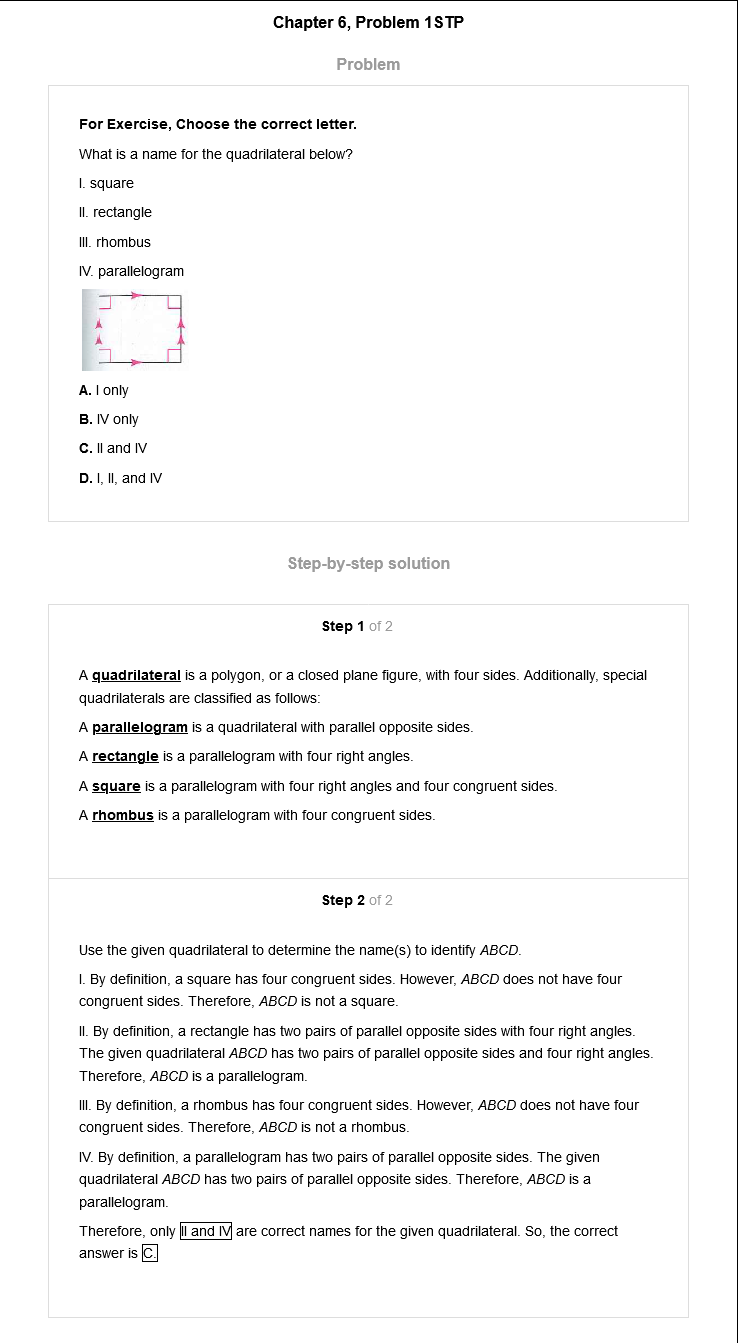 Chapter 6, Problem 1STP
Problem
For Exercise, Choose the correct letter.
What is a name for the quadrilateral below?
I. square
II. rectangle
III. rhombus
IV. parallelogram
A. I only
B. IV only
C. II and IV
D. I, II, and IV
Step-by-step solution
Step 1 of 2
A quadrilateral is a polygon, or a closed plane figure, with four sides. Additionally, special
quadrilaterals are classified as follows:
A parallelogram is a quadrilateral with parallel opposite sides.
A rectangle is a parallelogram with four right angles.
A square is a parallelogram with four right angles and four congruent sides.
A rhombus is a parallelogram with four congruent sides.
Step 2 of 2
Use the given quadrilateral to determine the name(s) to identify ABCD.
I. By definition, a square has four congruent sides. However, ABCD does not have four
congruent sides. Therefore, ABCD is not a square.
II. By definition, a rectangle has two pairs of parallel opposite sides with four right angles.
The given quadrilateral ABCD has two pairs of parallel opposite sides and four right angles.
Therefore, ABCD is a parallelogram.
III. By definition, a rhombus has four congruent sides. However, ABCD does not have four
congruent sides. Therefore, ABCD is not a rhombus.
IV. By definition, a parallelogram has two pairs of parallel opposite sides. The given
quadrilateral ABCD has two pairs of parallel opposite sides. Therefore, ABCD is a
parallelogram.
Therefore, only II and IV are correct names for the given quadrilateral. So, the correct
answer is C.